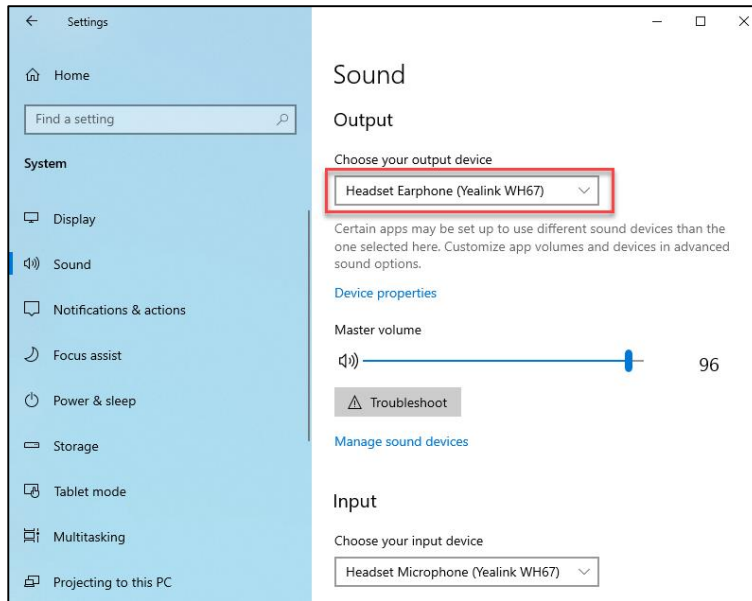 Settings
Home
Find a setting
System
Display
Sound
Notifications & actions
Focus assist
Power & sleep
Storage
Tablet mode
Multitasking
Projecting to this PC
Sound
Output
Choose your output device
Headset Earphone (Yealink WH67)
Certain apps may be set up to use different sound devices than the
one selected here. Customize app volumes and devices in advanced
sound options.
Device properties
Master volume
96
Troubleshoot
Manage sound devices
Input
Choose your input device
Headset Microphone (Yealink WH67)